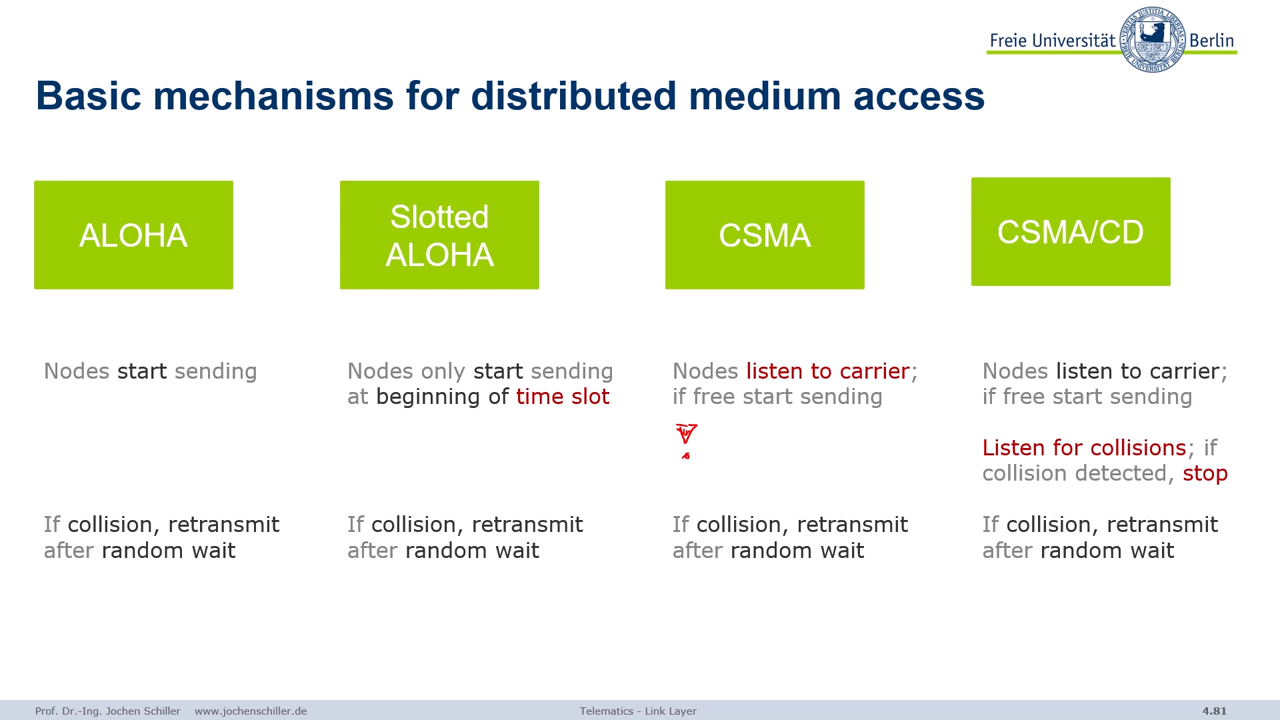 Freie Universität Berlin
Basic mechanisms for distributed medium access
ALOHA
Nodes start sending
If collision, retransmit
after random wait
Slotted
ALOHA
Nodes only start sending
at beginning of time slot
If collision, retransmit
after random wait
CSMA
Nodes listen to carrier;
if free start sending
If collision, retransmit
after random wait
CSMA/CD
Nodes listen to carrier;
if free start sending
Listen for collisions; if
collision detected, stop
If collision, retransmit
after random wait
Prof. Dr.-Ing. Jochen Schiller www.jochenschiller.de
Telematics - Link Layer
4.81